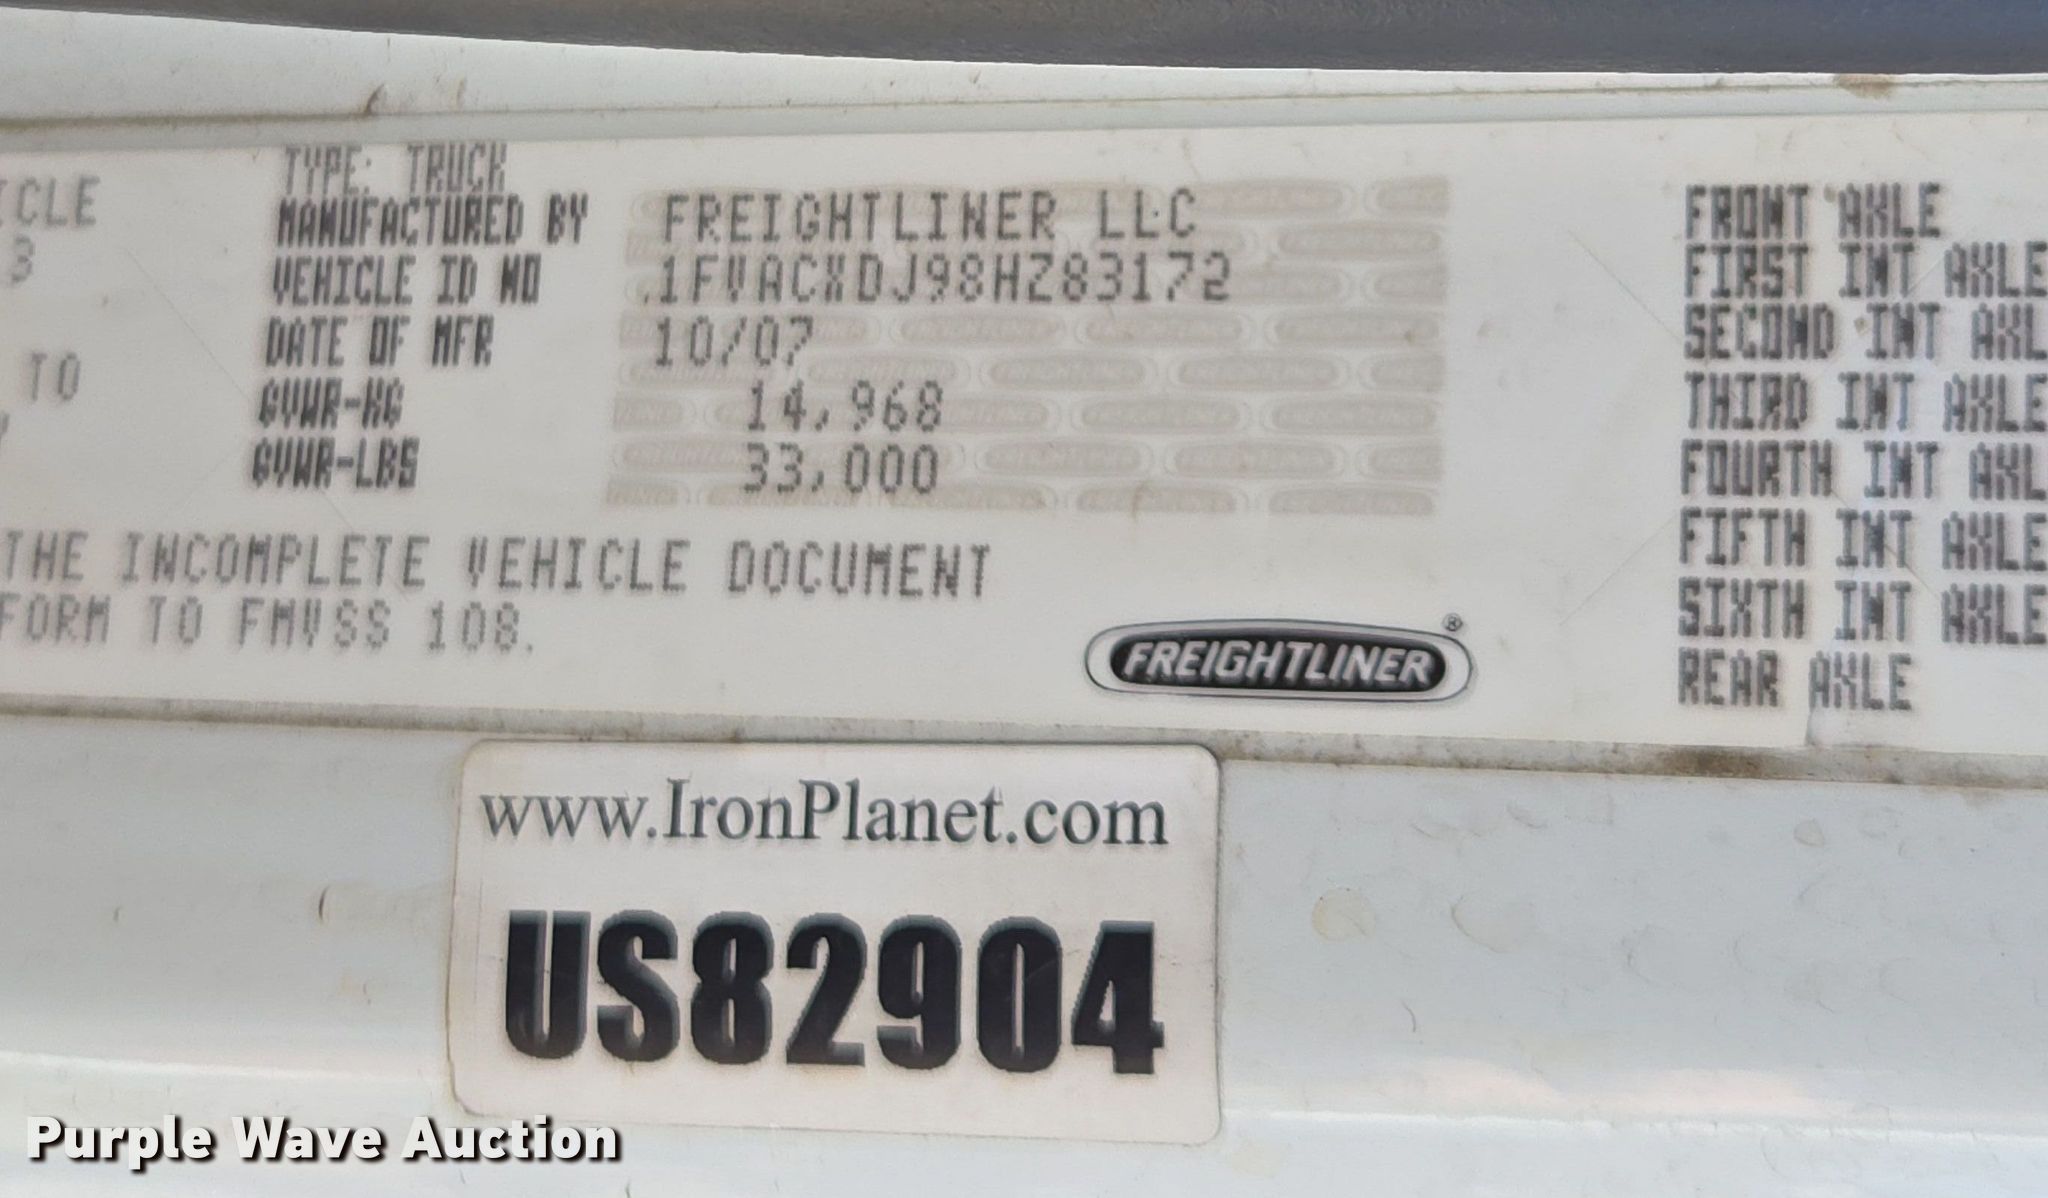 TYPE: TRUCK
ICLE MANUFACTURED BY FREIGHTLINER LLC
VEHICLE ID NO 1FVACXDJ98HZ83172
DATE OF MFR 10/07
TO GVWR-KG 14,968
GVWR-LBS 33,000
THE INCOMPLETE VEHICLE DOCUMENT
FORM TO FMVSS 108.
FREIGHTLINER ®
FRONT AXLE
FIRST INT AXLE
SECOND INT AXL
THIRD INT AXLE
FOURTH INT AXL
FIFTH INT AXLE
SIXTH INT AXLE
REAR AXLE
www.IronPlanet.com
US82904
Purple Wave Auction